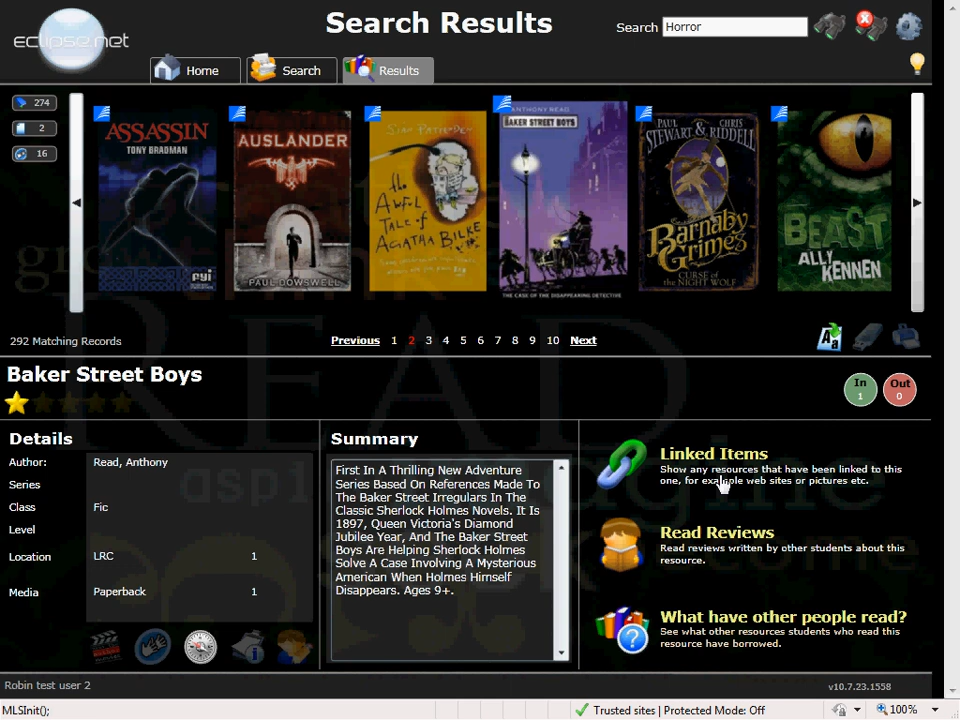 Search Results
Search Horror
eclipse.net
Home Search Results
274
2
16
ASSASSIN
TONY BRADMAN
AUSLANDER
PAUL DOWSWELL
the
AWFUL
TALE of
AGATHA BILKE
ANTHONY READ
BAKER STREET BOYS
THE CASE OF THE DISAPPEARING DETECTIVE
PAUL CHRIS
STEWART & RIDDELL
Barnaby
Grimes
CURSE of
the NIGHT WOLF
BEAST
ALLY
KENNEN
292 Matching Records
Previous 1 2 3 4 5 6 7 8 9 10 Next
Baker Street Boys
In
1
Out
0
Details
Author: Read, Anthony
Series
Class Fic
Level
Location LRC 1
Media Paperback 1
Summary
First In A Thrilling New Adventure
Series Based On References Made To
The Baker Street Irregulars In The
Classic Sherlock Holmes Novels. It Is
1897, Queen Victoria's Diamond
Jubilee Year, And The Baker Street
Boys Are Helping Sherlock Holmes
Solve A Case Involving A Mysterious
American When Holmes Himself
Disappears. Ages 9+.
Linked Items
Show any resources that have been linked to this
one, for example web sites or pictures etc.
Read Reviews
Read reviews written by other students about this
resource.
What have other people read?
See what other resources students who read this
resource have borrowed.
Robin test user 2
v10.7.23.1558
MLSInit();
Trusted sites | Protected Mode: Off
100%